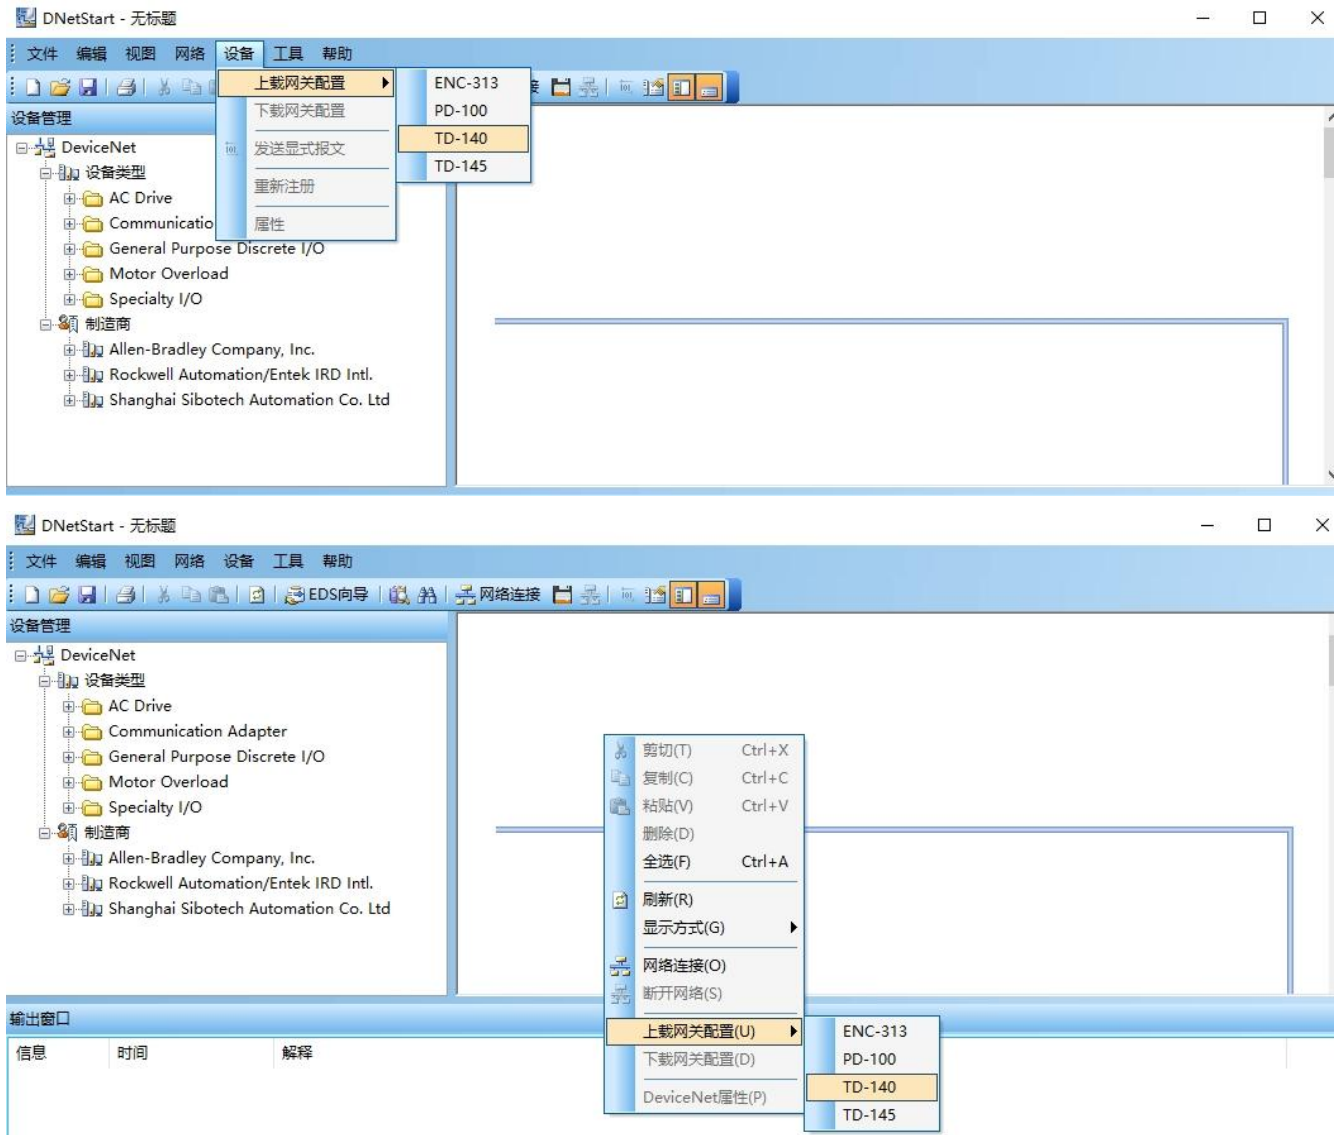 DNetStart - 无标题
文件 编辑 视图 网络 设备 工具 帮助
上载网关配置
下载网关配置
发送显式报文
重新注册
属性
ENC-313
PD-100
TD-140
TD-145
设备管理
DeviceNet
设备类型
AC Drive
Communicatio
General Purpose Discrete I/O
Motor Overload
Specialty I/O
制造商
Allen-Bradley Company, Inc.
Rockwell Automation/Entek IRD Intl.
Shanghai Sibotech Automation Co. Ltd
DNetStart - 无标题
文件 编辑 视图 网络 设备 工具 帮助
EDS向导 网络连接
设备管理
DeviceNet
设备类型
AC Drive
Communication Adapter
General Purpose Discrete I/O
Motor Overload
Specialty I/O
制造商
Allen-Bradley Company, Inc.
Rockwell Automation/Entek IRD Intl.
Shanghai Sibotech Automation Co. Ltd
剪切(T) Ctrl+X
复制(C) Ctrl+C
粘贴(V) Ctrl+V
删除(D)
全选(F) Ctrl+A
刷新(R)
显示方式(G)
网络连接(O)
断开网络(S)
上载网关配置(U)
下载网关配置(D)
DeviceNet属性(P)
ENC-313
PD-100
TD-140
TD-145
输出窗口
信息 时间 解释